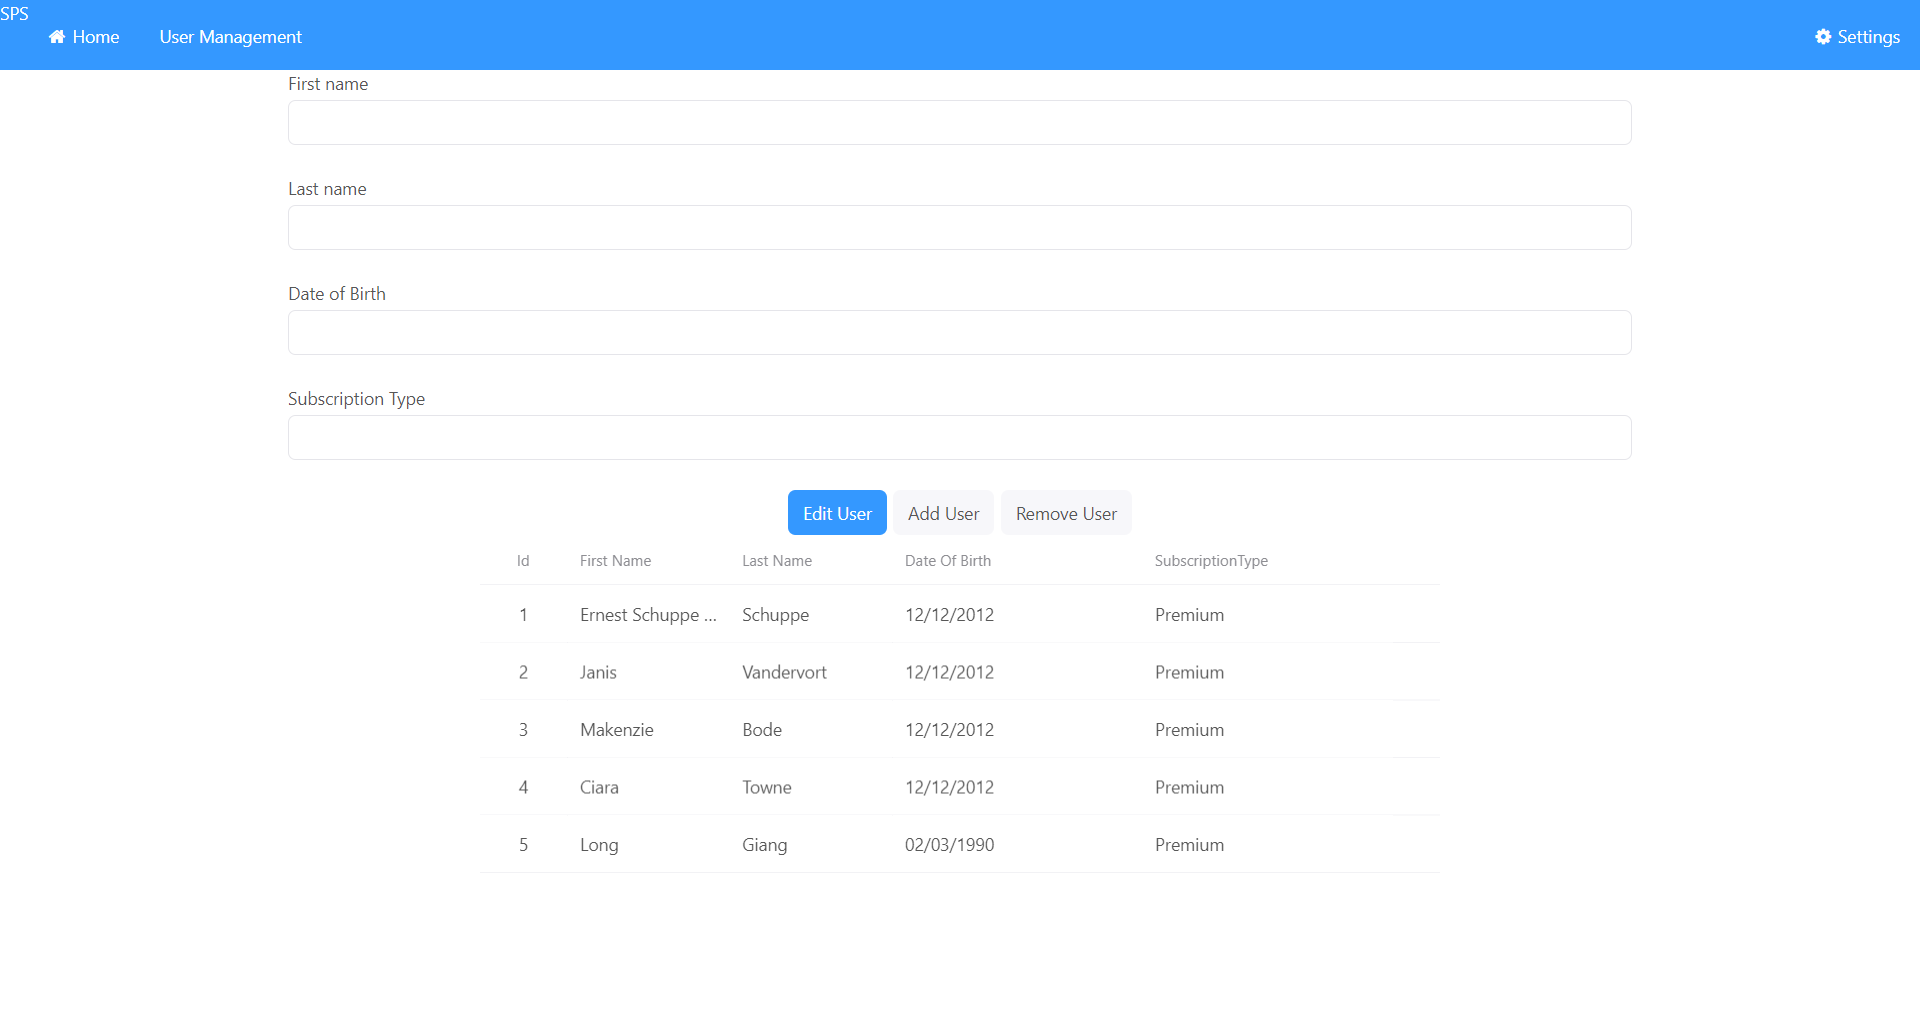 SPS
Home User Management Settings
First name
Last name
Date of Birth
Subscription Type
Edit User Add User Remove User
Id First Name Last Name Date Of Birth SubscriptionType
1 Ernest Schuppe ... Schuppe 12/12/2012 Premium
2 Janis Vandervort 12/12/2012 Premium
3 Makenzie Bode 12/12/2012 Premium
4 Ciara Towne 12/12/2012 Premium
5 Long Giang 02/03/1990 Premium